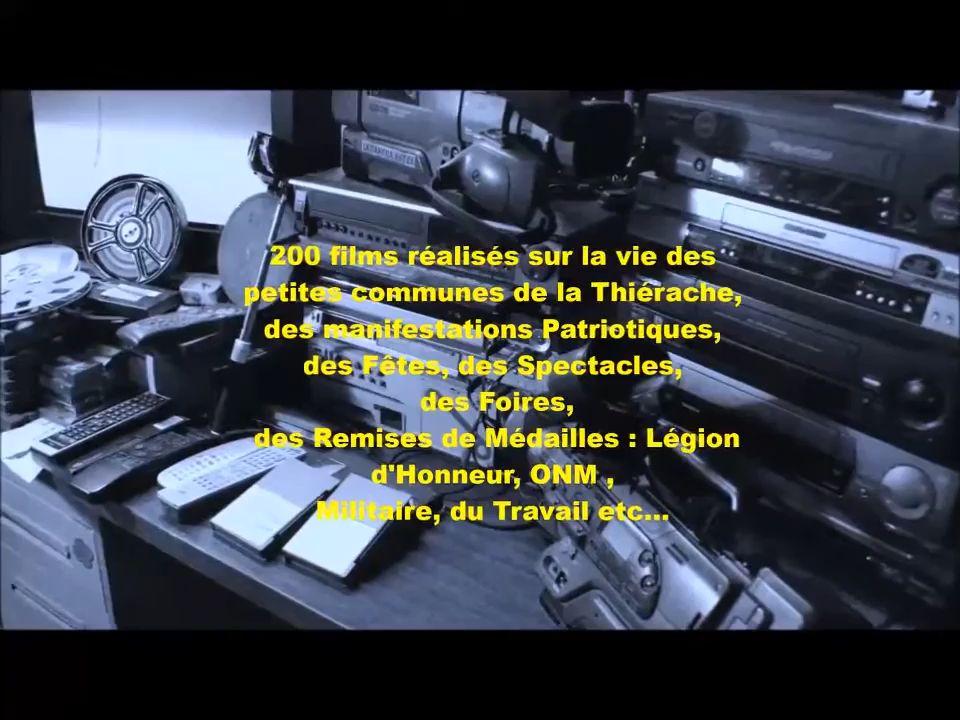 200 films réalisés sur la vie des
petites communes de la Thiérache,
des manifestations Patriotiques,
des Fêtes, des Spectacles,
des Foires,
des Remises de Médailles : Légion
d'Honneur, ONM ,
Militaire, du Travail etc...